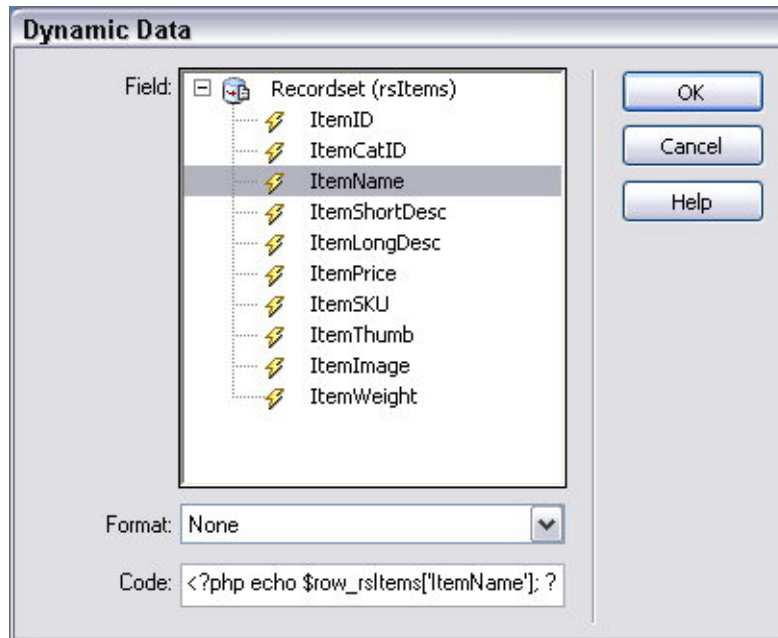 Dynamic Data
Field:
Recordset (rsItems)
ItemID
ItemCatID
ItemName
ItemShortDesc
ItemLongDesc
ItemPrice
ItemSKU
ItemThumb
ItemImage
ItemWeight
OK
Cancel
Help
Format: None
Code: <?php echo $row_rsItems['ItemName']; ?